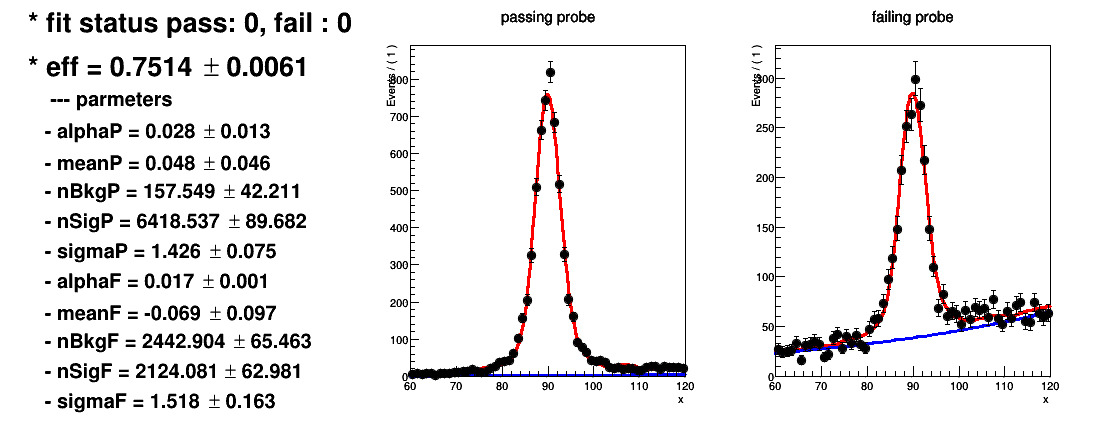 * fit status pass: 0, fail : 0
* eff = 0.7514 ± 0.0061
--- parmeters
- alphaP = 0.028 ± 0.013
- meanP = 0.048 ± 0.046
- nBkgP = 157.549 ± 42.211
- nSigP = 6418.537 ± 89.682
- sigmaP = 1.426 ± 0.075
- alphaF = 0.017 ± 0.001
- meanF = -0.069 ± 0.097
- nBkgF = 2442.904 ± 65.463
- nSigF = 2124.081 ± 62.981
- sigmaF = 1.518 ± 0.163
passing probe
Events / ( 1 )
800
700
600
500
400
300
200
100
0
60 70 80 90 100 110 120
x
failing probe
Events / ( 1 )
300
250
200
150
100
50
0
60 70 80 90 100 110 120
x